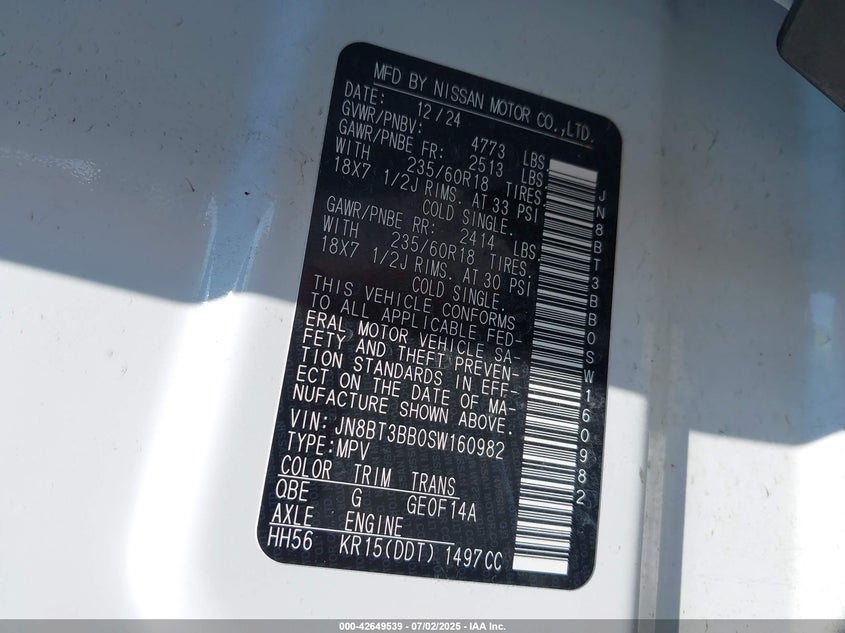 MFD BY NISSAN MOTOR CO.,LTD.
DATE: 12/24
GVWR/PNBV: 4773 LBS
GAWR/PNBE FR: 2513 LBS.
WITH 235/60R18 TIRES.
18X7 1/2J RIMS. AT 33 PSI
COLD SINGLE.
GAWR/PNBE RR: 2414 LBS
WITH 235/60R18 TIRES.
18X7 1/2J RIMS. AT 30 PSI
COLD SINGLE.
THIS VEHICLE CONFORMS
TO ALL APPLICABLE FED-
ERAL MOTOR VEHICLE SA-
FETY AND THEFT PREVEN-
TION STANDARDS IN EFF-
ECT ON THE DATE OF MA-
NUFACTURE SHOWN ABOVE.
VIN: JN8BT3BB0SW160982
TYPE: MPV
COLOR TRIM TRANS
QBE G GE0F14A
AXLE ENGINE
HH56 KR15(DDT) 1497CC
JN8BT3BB0SW160982
000-42649539 - 07/02/2025 - IAA Inc.